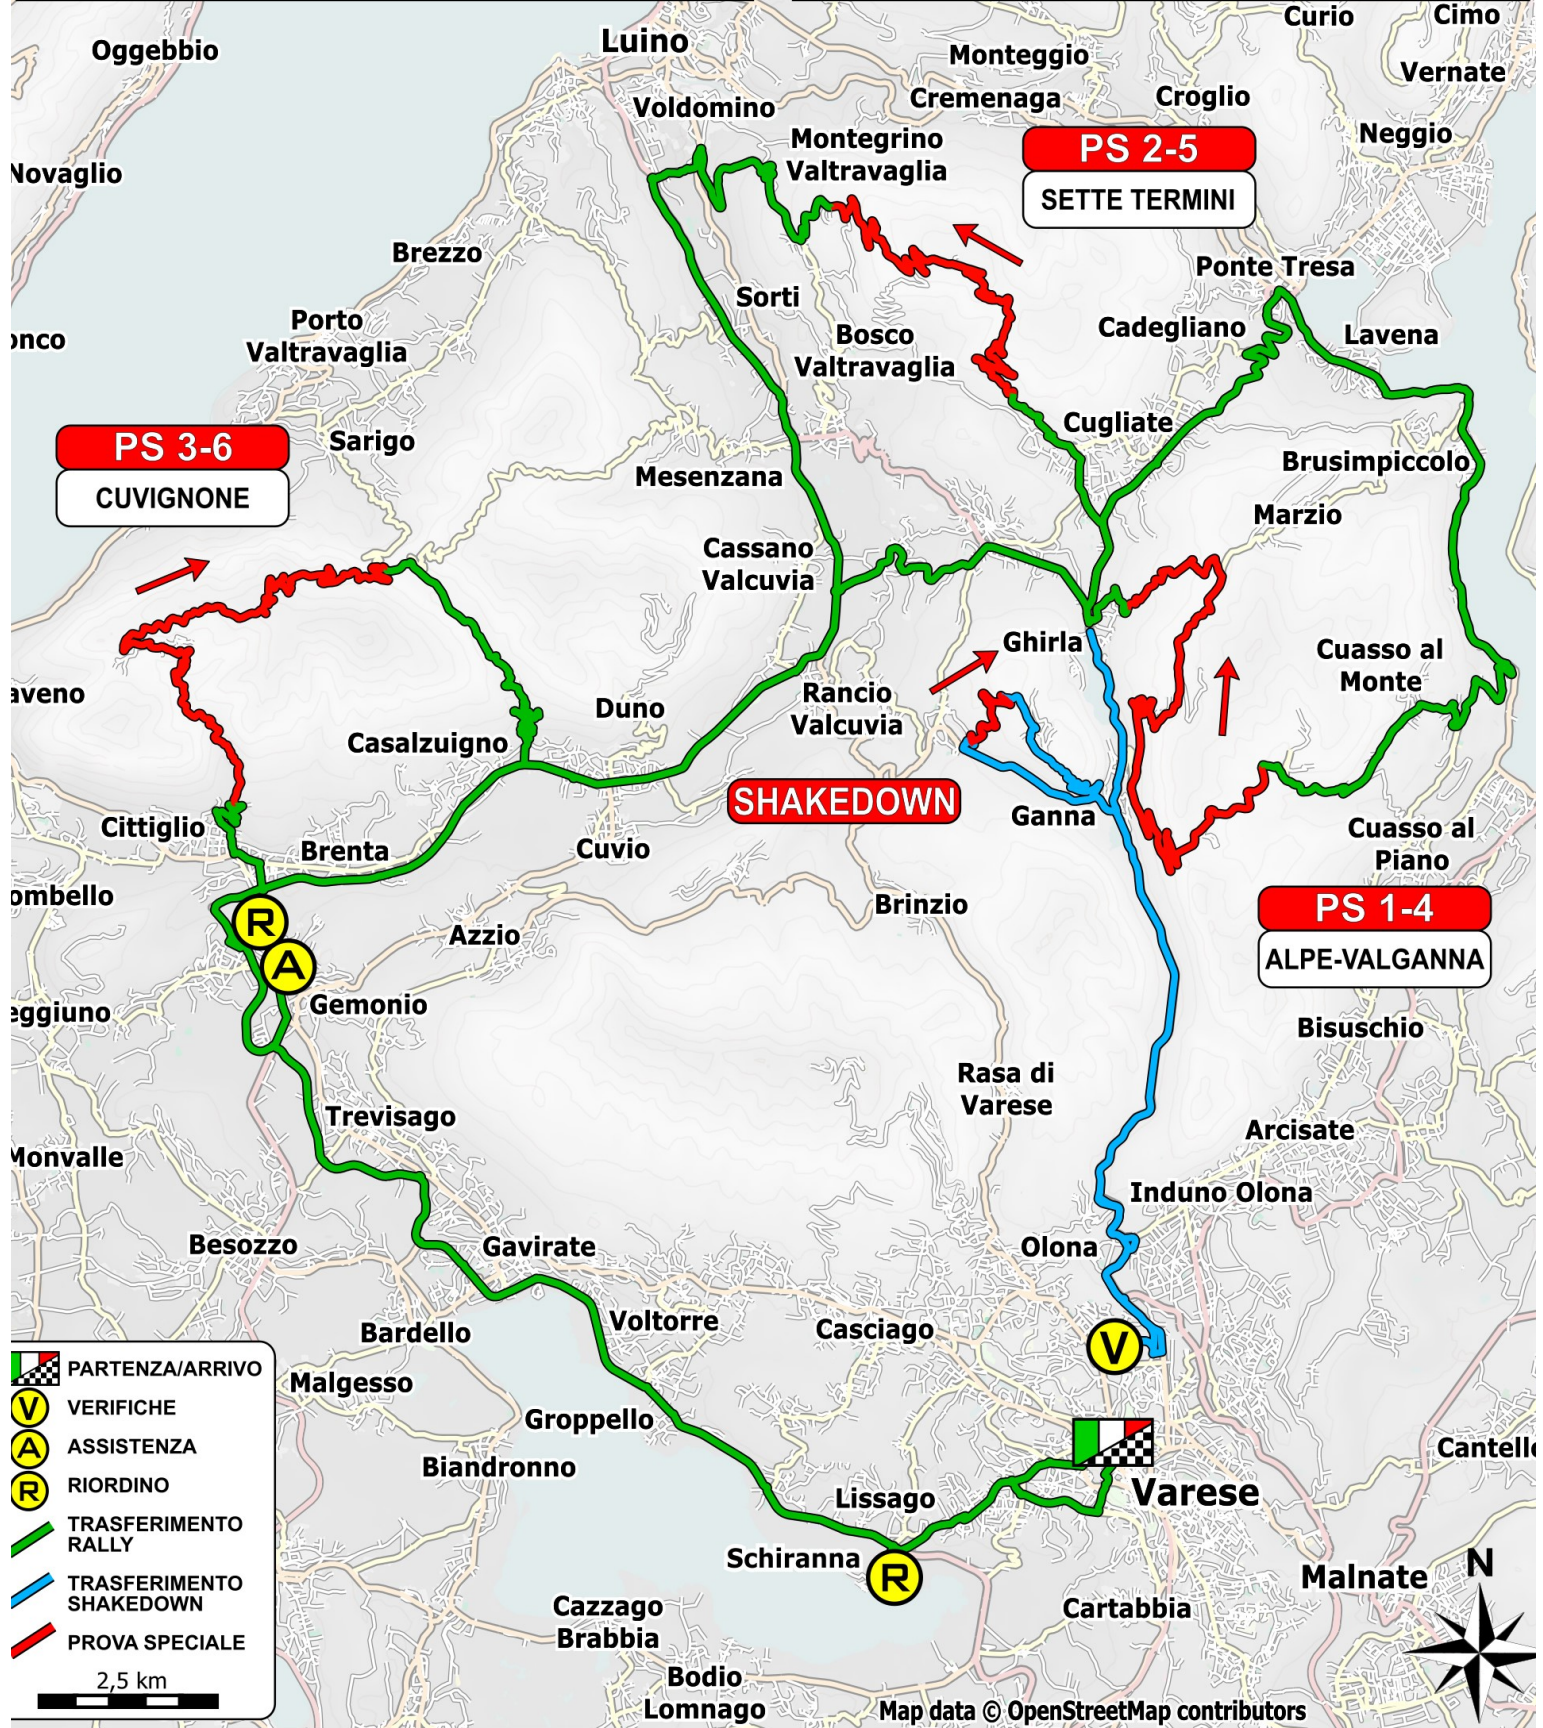 Curio
Cimo
Oggebbio
Luino
Monteggio
Vernate
Cremenaga
Croglio
Voldomino
Neggio
Montegrino
Valtravaglia
PS 2-5
SETTE TERMINI
Novaglio
Brezzo
Ponte Tresa
Sorti
Porto
Valtravaglia
Bosco
Valtravaglia
Cadegliano
Lavena
onco
Cugliate
PS 3-6
CUVIGNONE
Sarigo
Mesenzana
Brusimpiccolo
Marzio
Cassano
Valcuvia
Ghirla
Cuasso al
Monte
aveno
Duno
Rancio
Valcuvia
Casalzuigno
SHAKEDOWN
Ganna
Cittiglio
Brenta
Cuvio
Cuasso al
Piano
ombello
R
A
Brinzio
PS 1-4
ALPE-VALGANNA
Azzio
eggiuno
Gemonio
Bisuschio
Rasa di
Varese
Trevisago
Arcisate
Monvalle
Induno Olona
Besozzo
Gavirate
Olona
Voltorre
Casciago
V
Bardello
Malgesso
Groppello
Biandronno
Cantello
Lissago
Varese
Schiranna
R
Malnate
N
Cazzago
Brabbia
Cartabbia
Bodio
Lomnago
PARTENZA/ARRIVO
V VERIFICHE
A ASSISTENZA
R RIORDINO
TRASFERIMENTO
RALLY
TRASFERIMENTO
SHAKEDOWN
PROVA SPECIALE
2,5 km
Map data © OpenStreetMap contributors